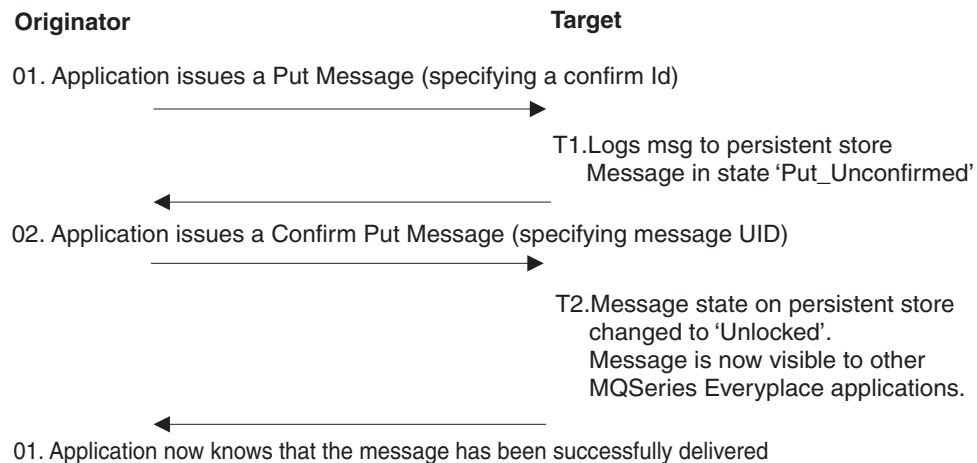 Originator
Target
01. Application issues a Put Message (specifying a confirm Id)
T1.Logs msg to persistent store
Message in state ‘Put_Unconfirmed’
02. Application issues a Confirm Put Message (specifying message UID)
T2.Message state on persistent store
changed to ‘Unlocked’.
Message is now visible to other
MQSeries Everyplace applications.
01. Application now knows that the message has been successfully delivered